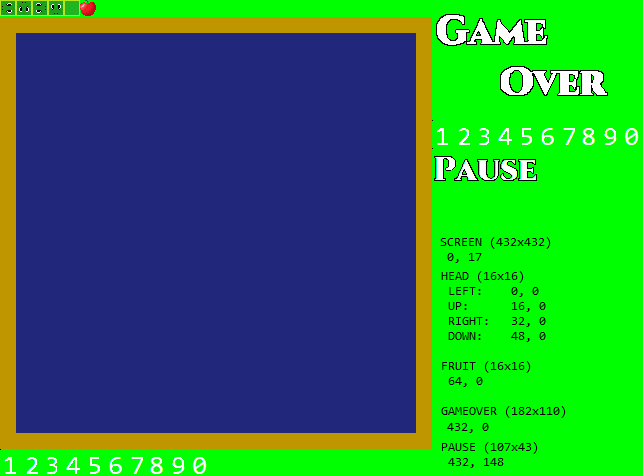 GAME
OVER
1 2 3 4 5 6 7 8 9 0
PAUSE
SCREEN (432x432)
0, 17
HEAD (16x16)
LEFT: 0, 0
UP: 16, 0
RIGHT: 32, 0
DOWN: 48, 0
FRUIT (16x16)
64, 0
GAMEOVER (182x110)
432, 0
PAUSE (107x43)
432, 148
1 2 3 4 5 6 7 8 9 0